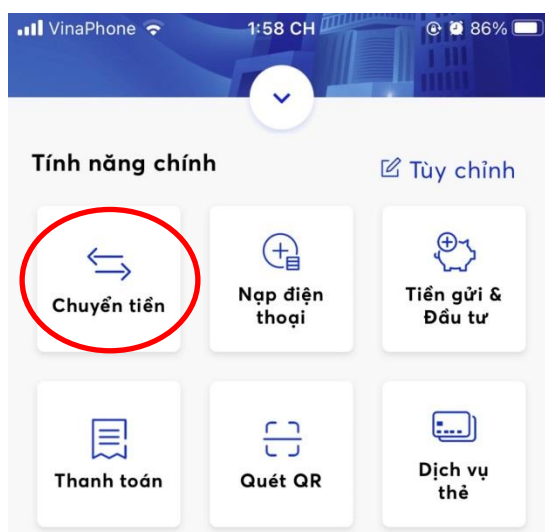 VinaPhone 1:58 CH 86%
Tính năng chính
Tùy chỉnh
Chuyển tiền
Nạp điện
thoại
Tiền gửi &
Đầu tư
Thanh toán
Quét QR
Dịch vụ
thẻ